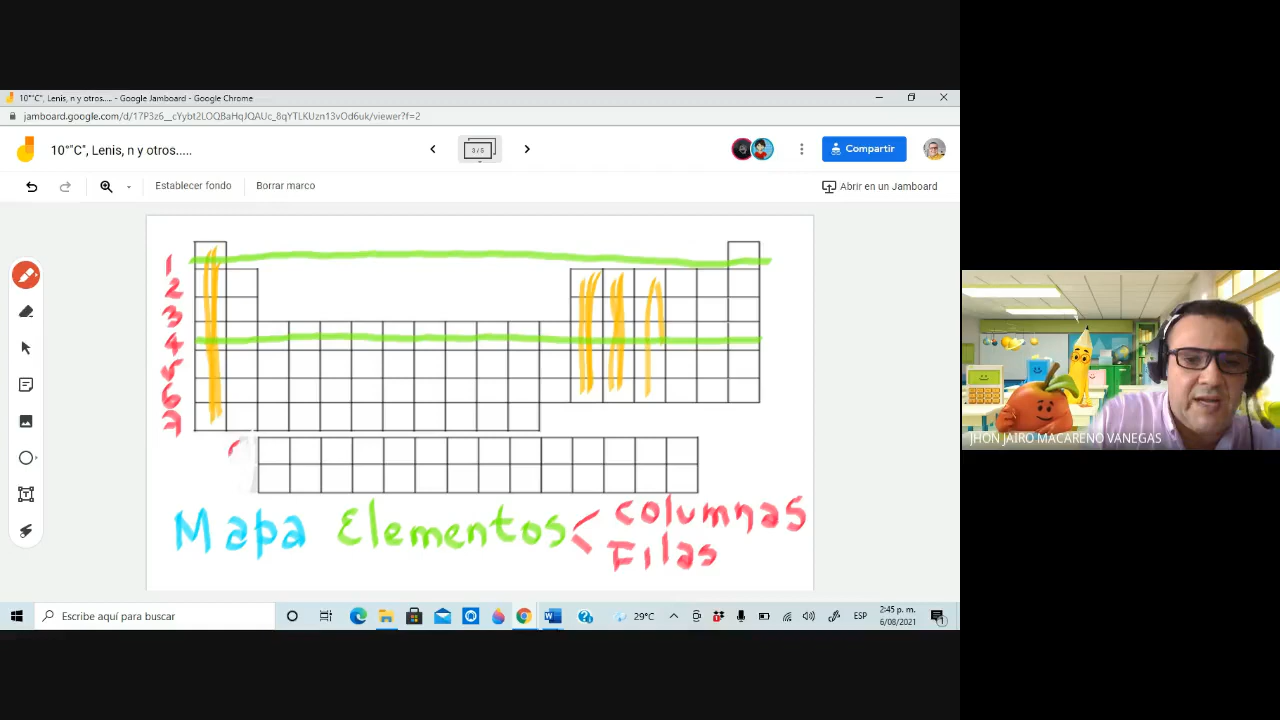 10°"C", Lenis, n y otros..... - Google Jamboard - Google Chrome
jamboard.google.com/d/17P3z6__cYybt2LOQBaHqJQAUc_8qYTLKUzn13vOd6uk/viewer?f=2
10°"C", Lenis, n y otros.....
3 / 5
Compartir
Establecer fondo
Borrar marco
Abrir en un Jamboard
1
2
3
4
5
6
7
Mapa Elementos < columnas
Filas
JHON JAIRO MACARENO VANEGAS
Escribe aquí para buscar
29°C
ESP
2:45 p. m.
6/08/2021
1